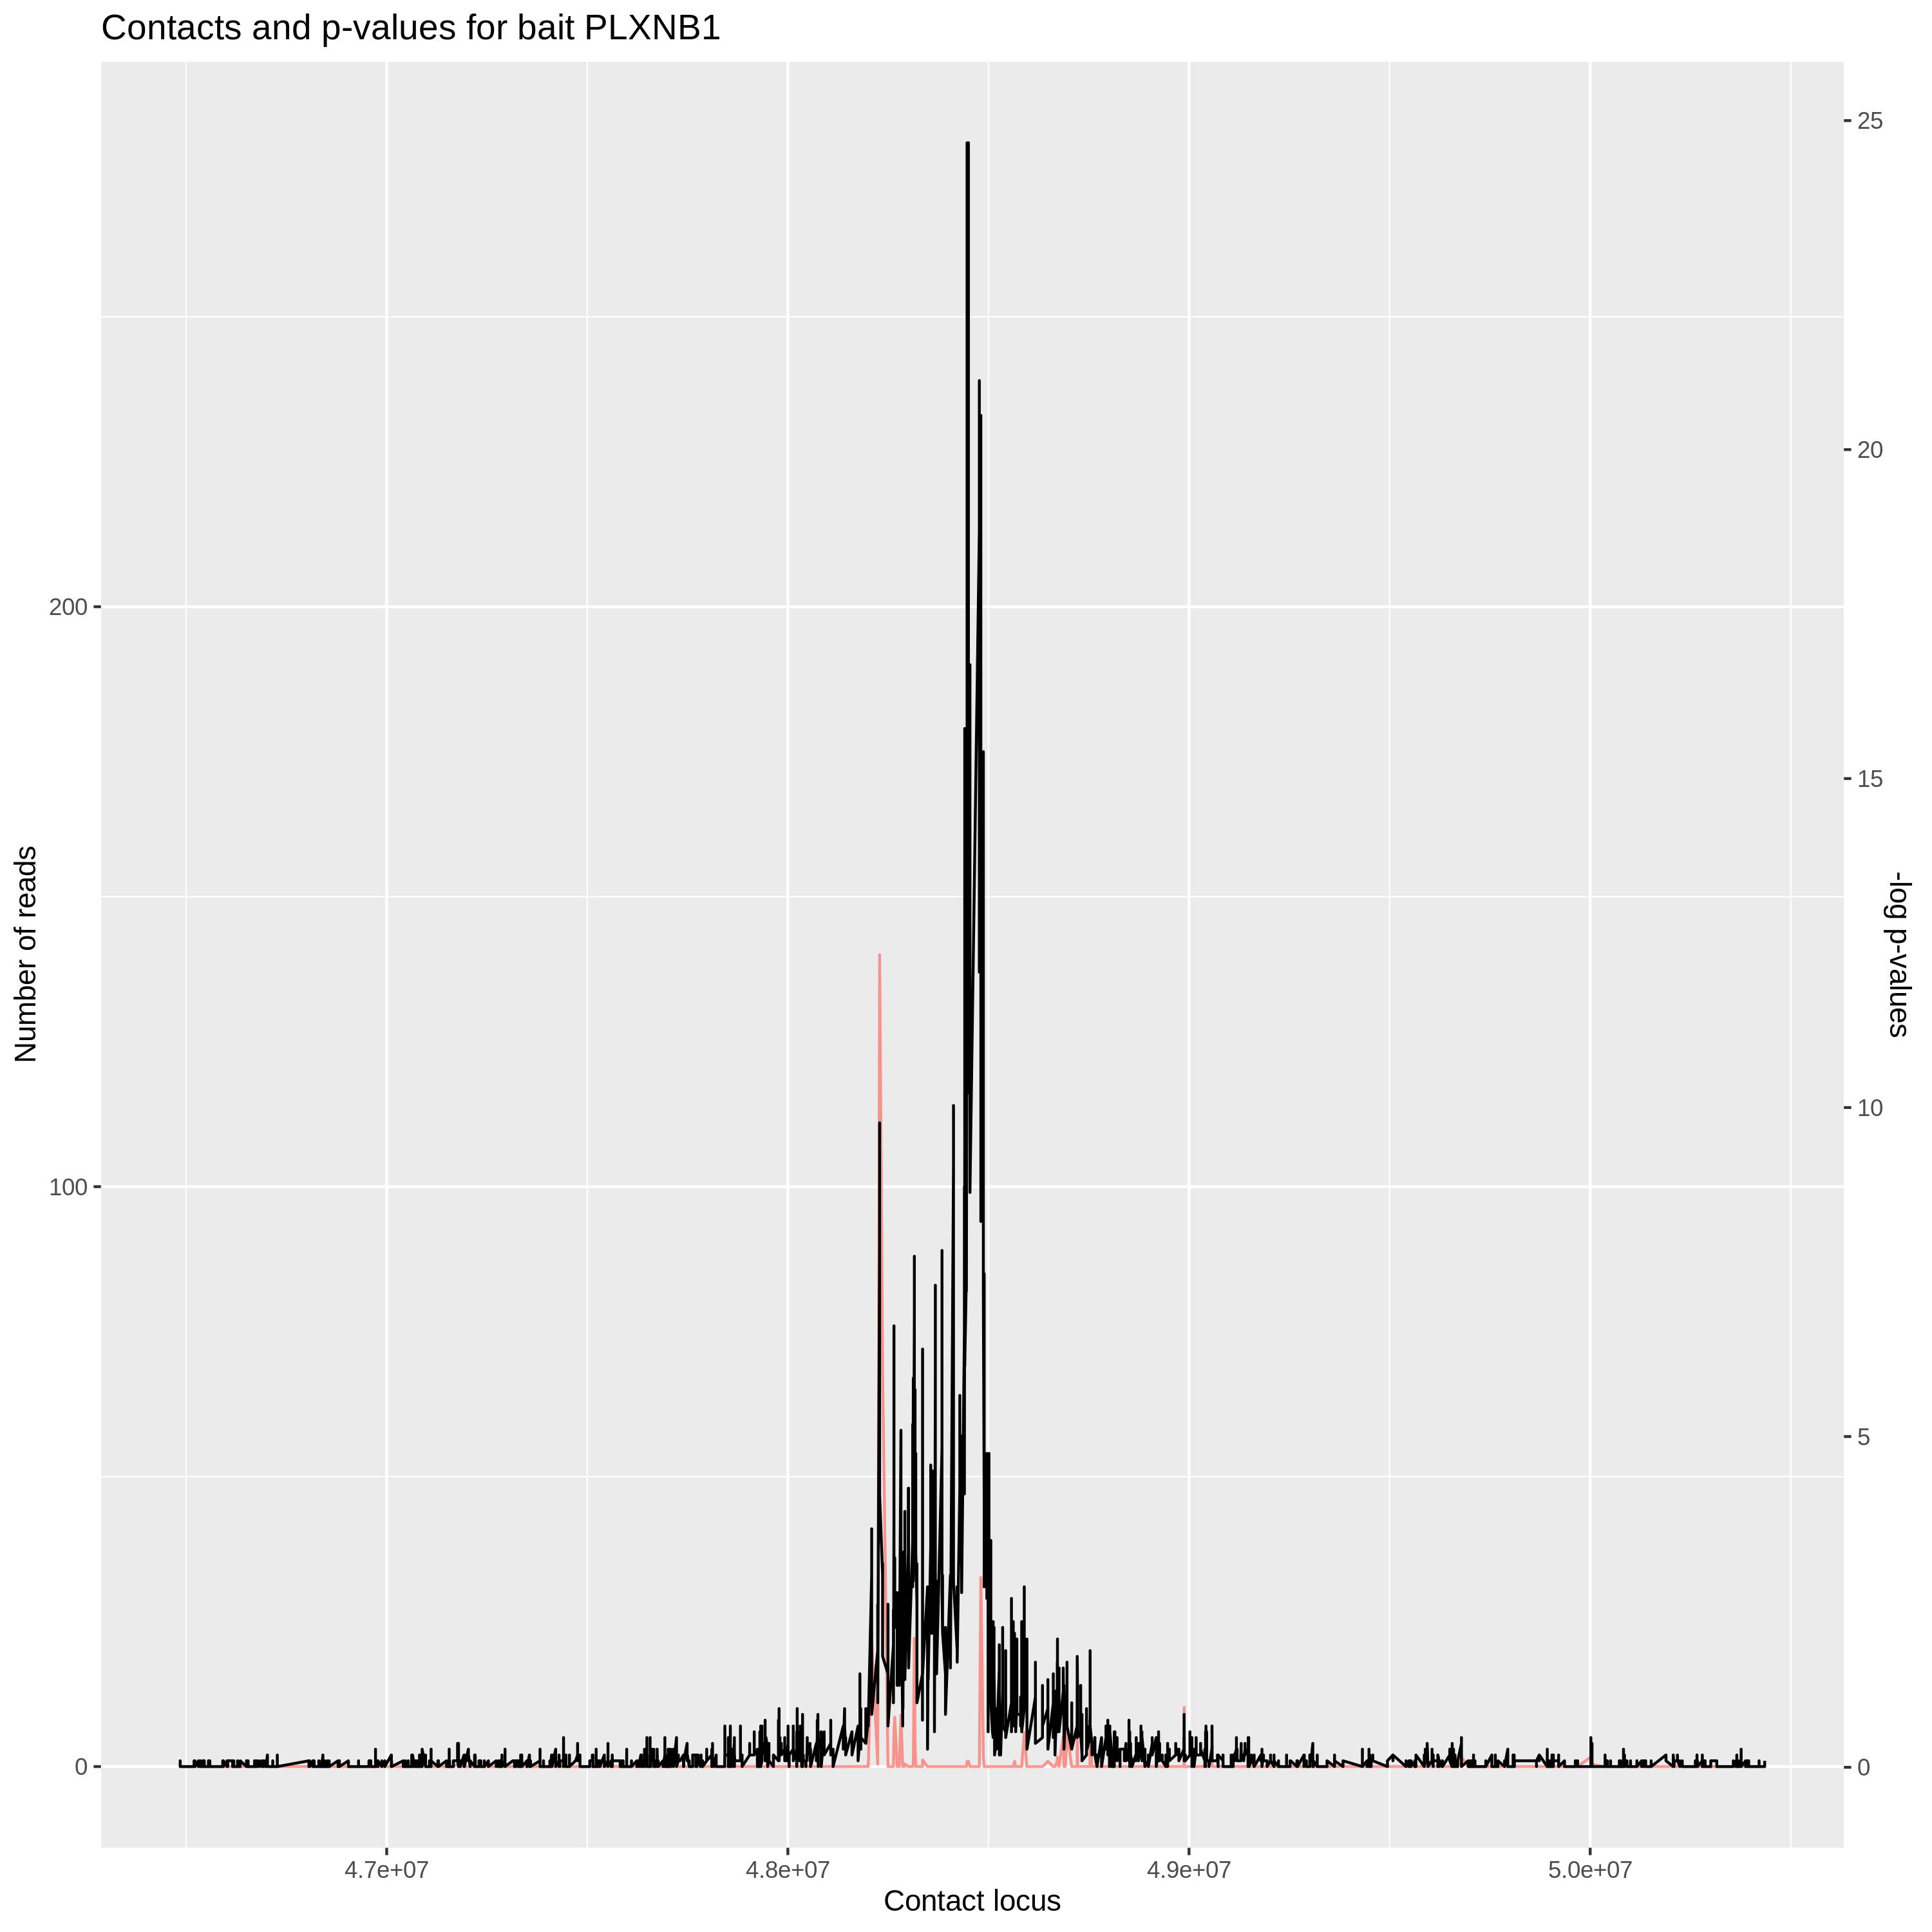 Contacts and p-values for bait PLXNB1
25
20
15
10
5
0
200
100
0
Number of reads
-log p-values
4.7e+07
4.8e+07
4.9e+07
5.0e+07
Contact locus